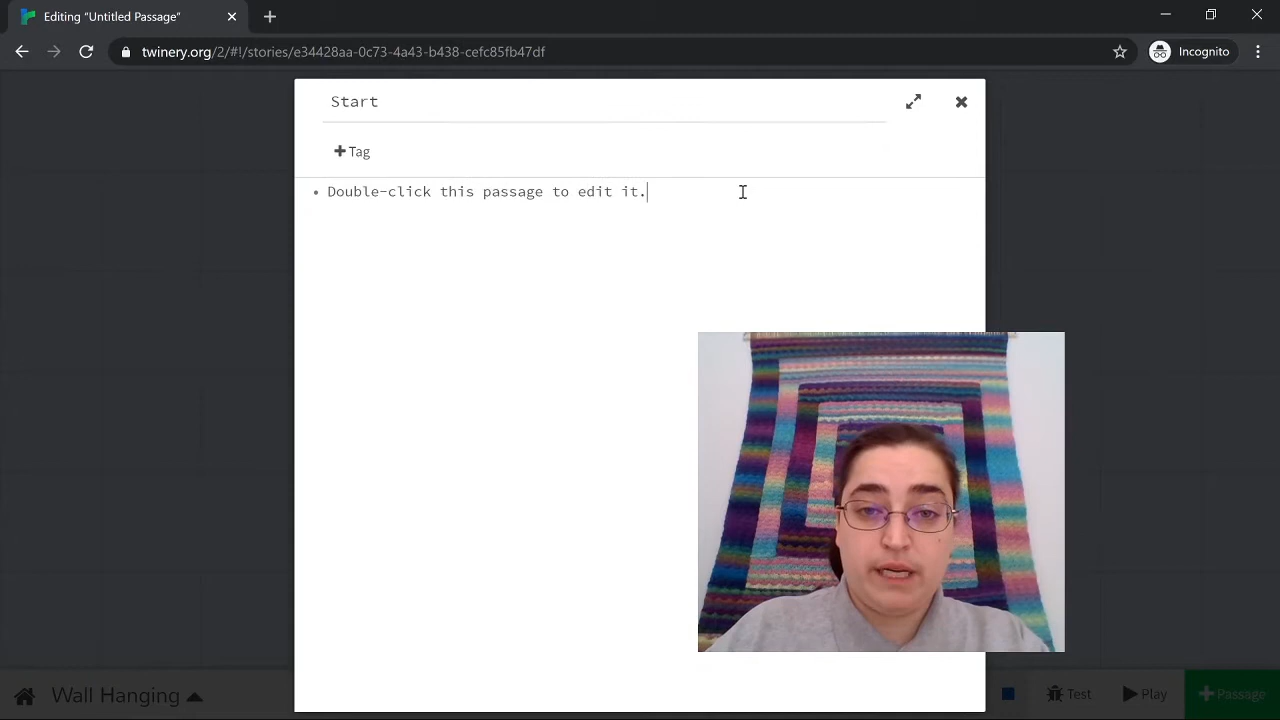 Editing “Untitled Passage”
twinery.org/2/#!/stories/e34428aa-0c73-4a43-b438-cefc85fb47df
Incognito
Start
Tag
Double-click this passage to edit it.
Wall Hanging
Test
Play
Passage